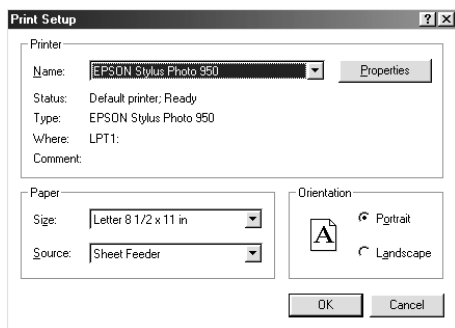 Print Setup
Printer
Name: EPSON Stylus Photo 950 Properties
Status: Default printer; Ready
Type: EPSON Stylus Photo 950
Where: LPT1:
Comment:
Paper
Size: Letter 8 1/2 x 11 in
Source: Sheet Feeder
Orientation
A
Portrait
Landscape
OK Cancel